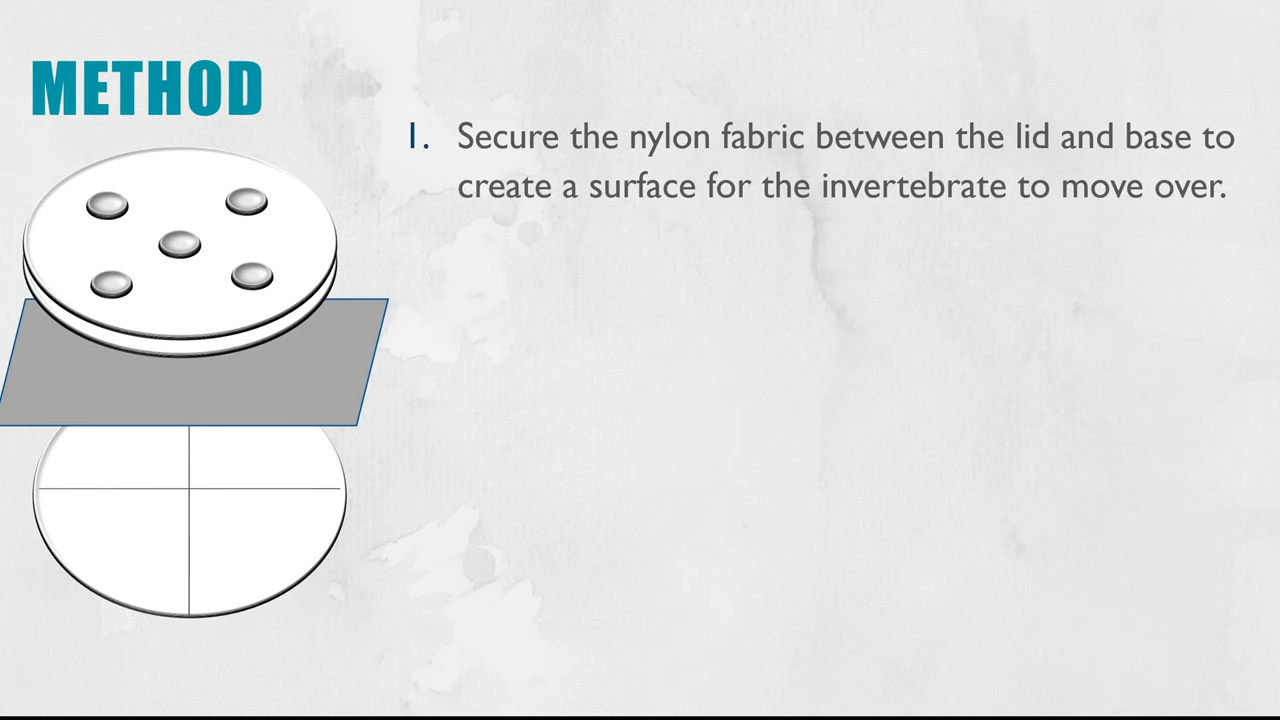 METHOD
1. Secure the nylon fabric between the lid and base to
create a surface for the invertebrate to move over.